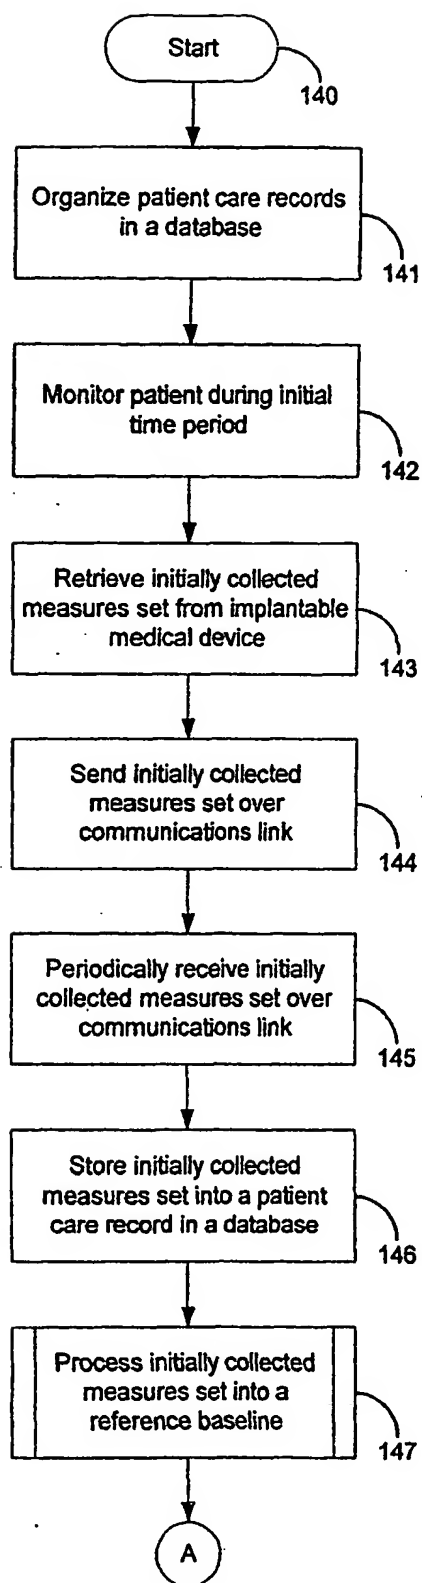 Start
140
Organize patient care records
in a database
141
Monitor patient during initial
time period
142
Retrieve initially collected
measures set from implantable
medical device
143
Send initially collected
measures set over
communications link
144
Periodically receive initially
collected measures set over
communications link
145
Store initially collected
measures set into a patient
care record in a database
146
Process initially collected
measures set into a
reference baseline
147
A